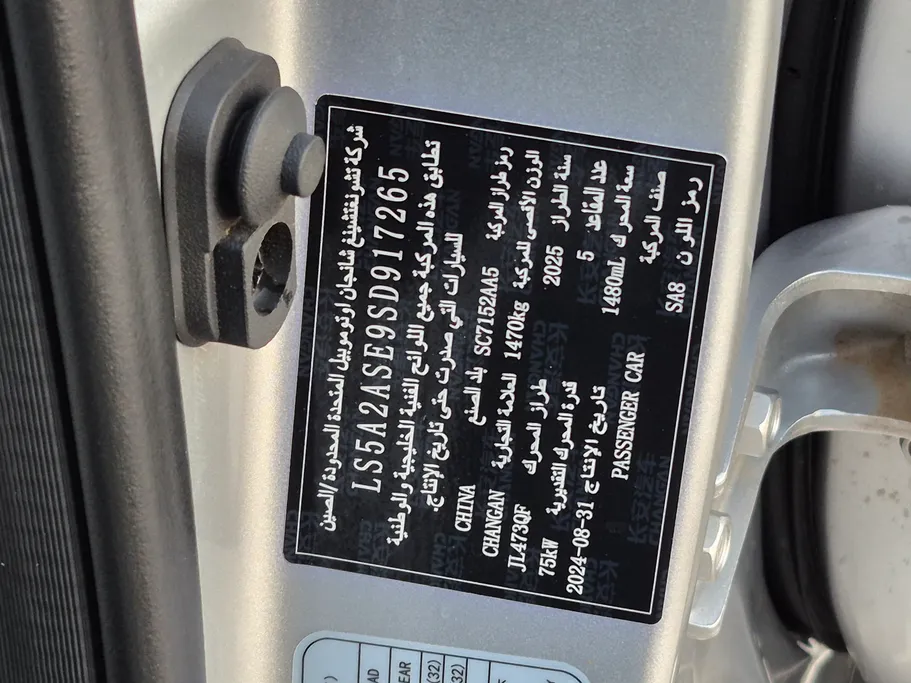 شركة تشونغتشينغ شانجان اوتوموبيل المتحدة المحدودة /الصين
LS5A2ASE9SD917265
تطابق هذه المركبة جميع اللوائح الفنية الخليجية والوطنية
للسيارات التي صدرت حتى تاريخ الإنتاج.
رمز طراز المركبة SC7152AA5 بلد الصنع CHINA
الوزن الأقصى للمركبة 1470kg العلامة التجارية CHANGAN
سنة الطراز 2025 طراز المحرك JL473QF
عدد المقاعد 5 قدرة المحرك التقديرية 75kW
سعة المحرك 1480mL تاريخ الإنتاج 2024-08-31
صنف المركبة PASSENGER CAR
رمز اللون SA8